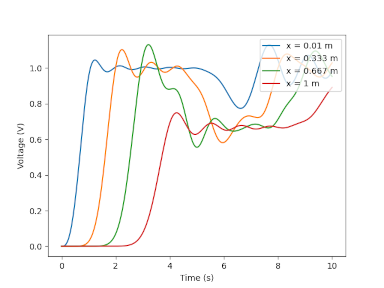 x = 0.01 m
x = 0.333 m
x = 0.667 m
x = 1 m
Voltage (V)
1.0
0.8
0.6
0.4
0.2
0.0
0 2 4 6 8 10
Time (s)